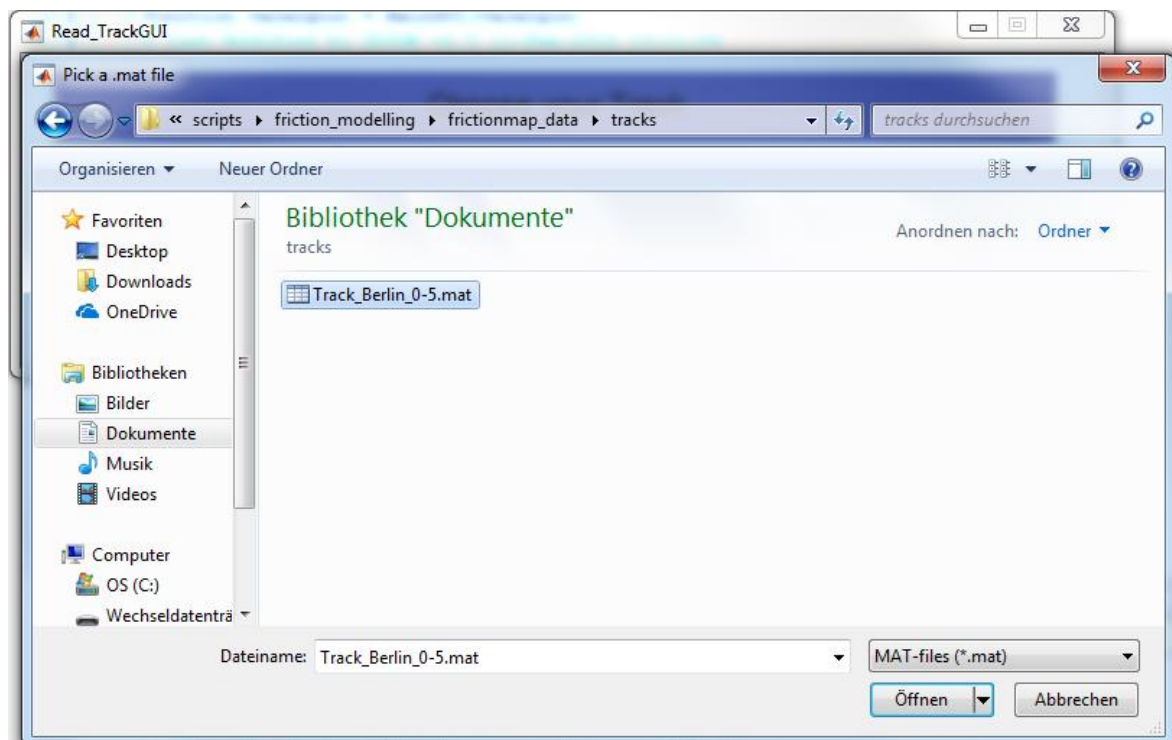 Read_TrackGUI
Pick a .mat file
« scripts friction_modelling frictionmap_data tracks
tracks durchsuchen
Organisieren Neuer Ordner
Favoriten
Desktop
Downloads
OneDrive
Bibliotheken
Bilder
Dokumente
Musik
Videos
Computer
OS (C:)
Wechseldatenträ
Bibliothek "Dokumente"
tracks
Anordnen nach: Ordner
Track_Berlin_0-5.mat
Dateiname: Track_Berlin_0-5.mat
MAT-files (*.mat)
Öffnen Abbrechen